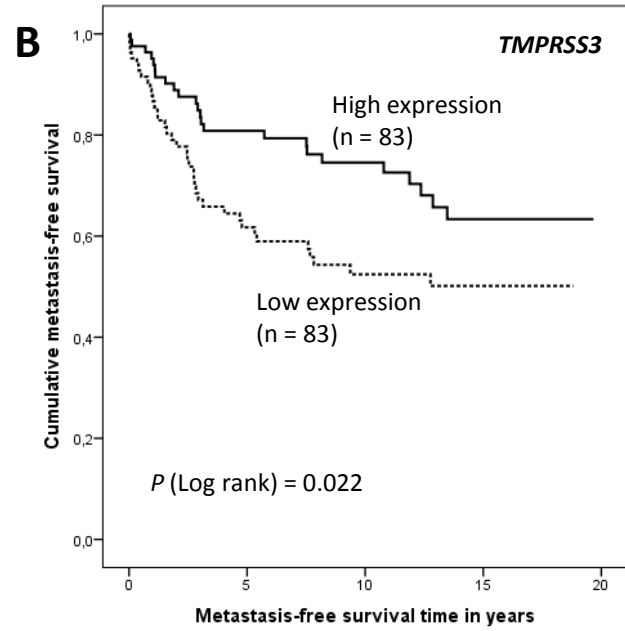 B
TMPRSS3
High expression
(n = 83)
Low expression
(n = 83)
P (Log rank) = 0.022
Cumulative metastasis-free survival
1,0
0,8
0,6
0,4
0,2
0,0
0
5
10
15
20
Metastasis-free survival time in years